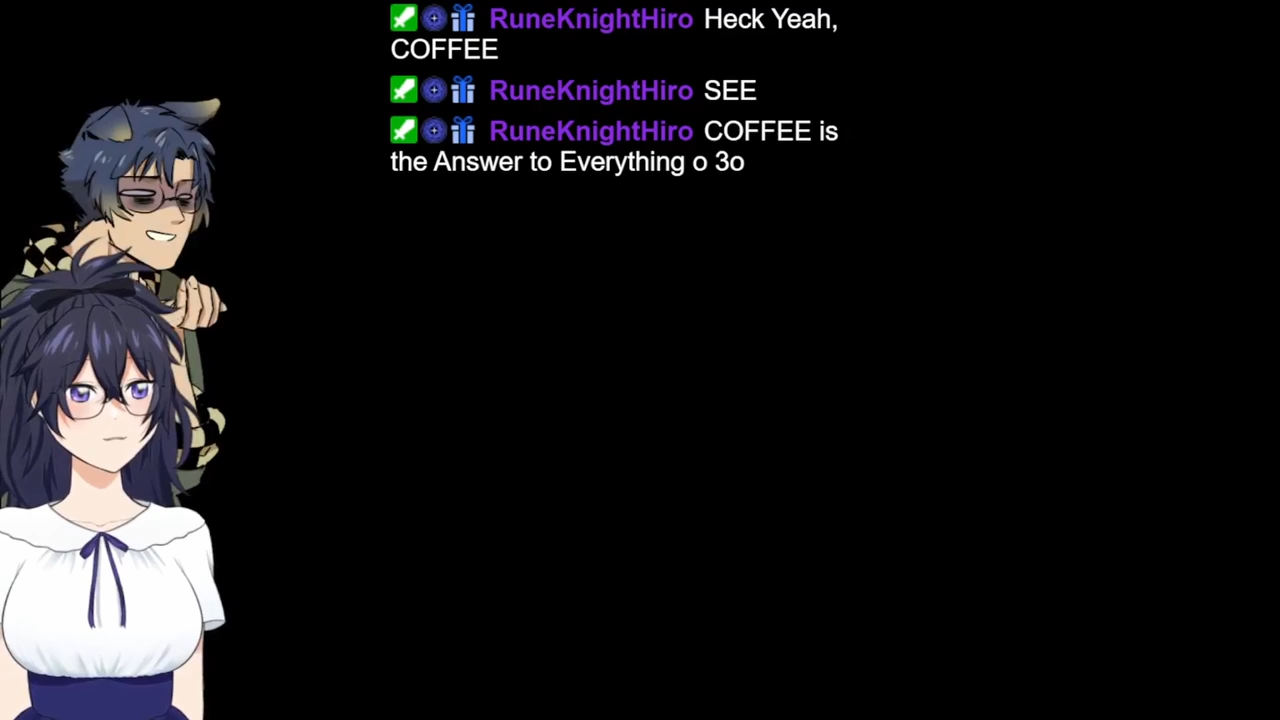 RuneKnightHiro Heck Yeah,
COFFEE
RuneKnightHiro SEE
RuneKnightHiro COFFEE is
the Answer to Everything o 3o